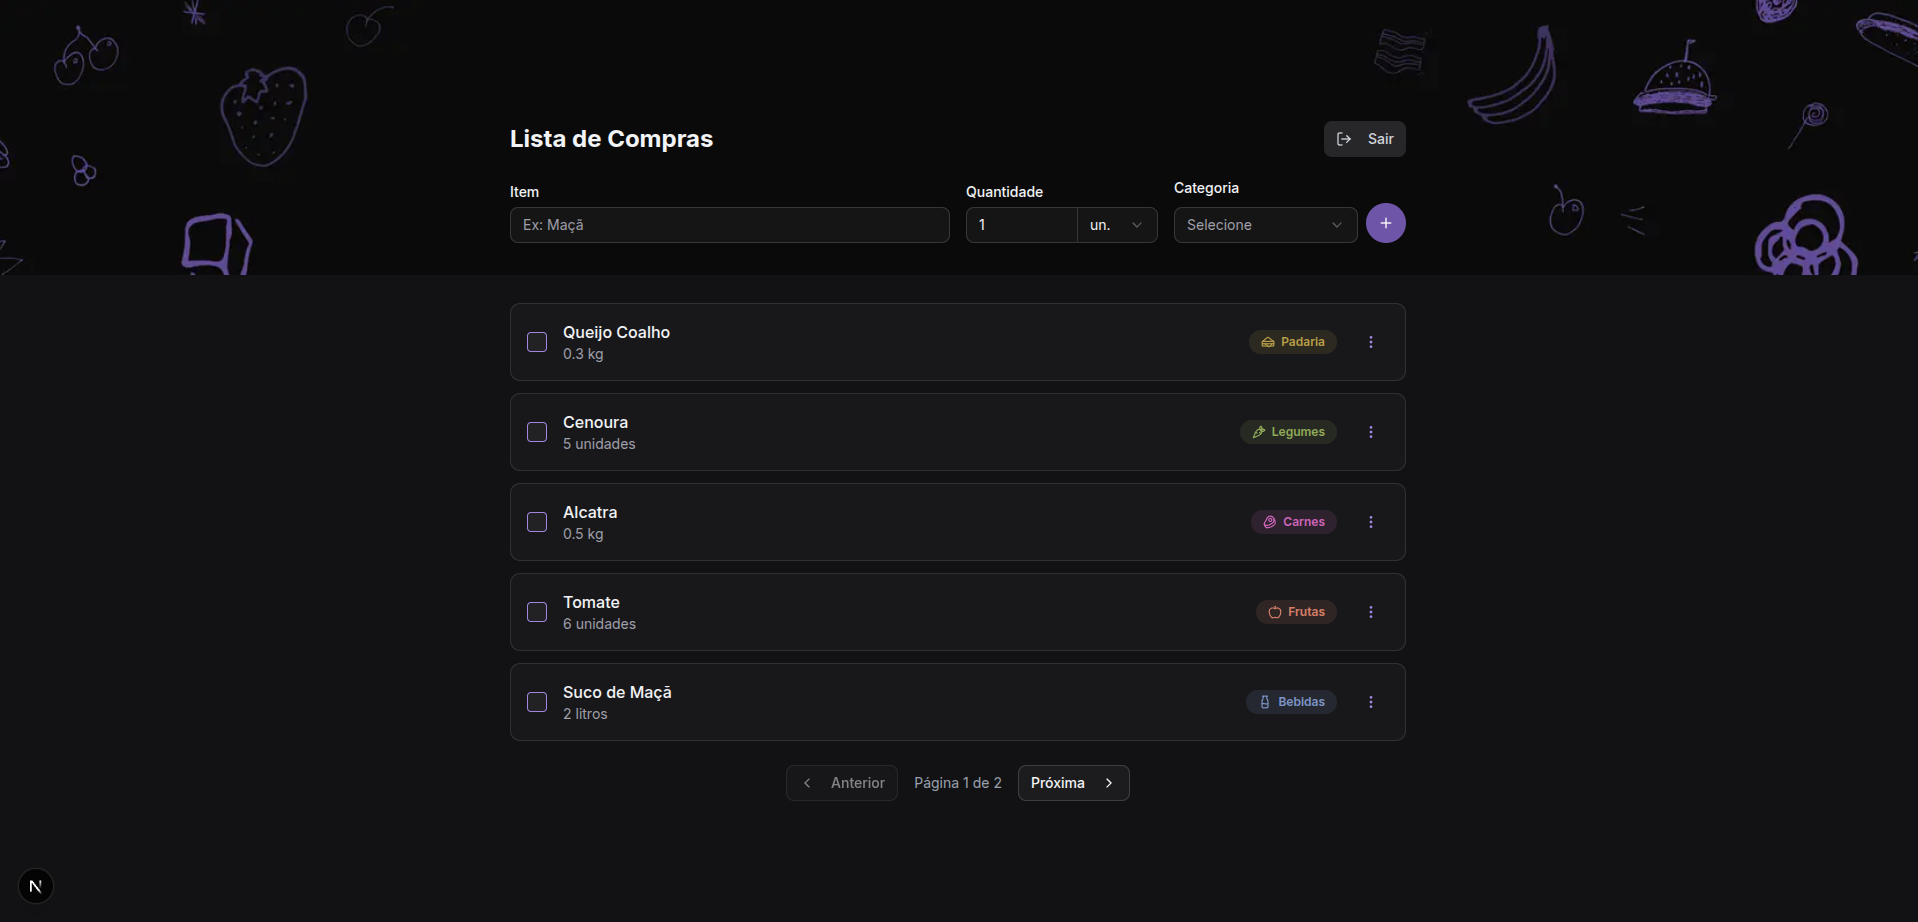 Lista de Compras
Sair
Item
Quantidade
Categoria
Ex: Maçã
1
un.
Selecione
+
Queijo Coalho
0.3 kg
Padaria
Cenoura
5 unidades
Legumes
Alcatra
0.5 kg
Carnes
Tomate
6 unidades
Frutas
Suco de Maçã
2 litros
Bebidas
Anterior
Página 1 de 2
Próxima
N